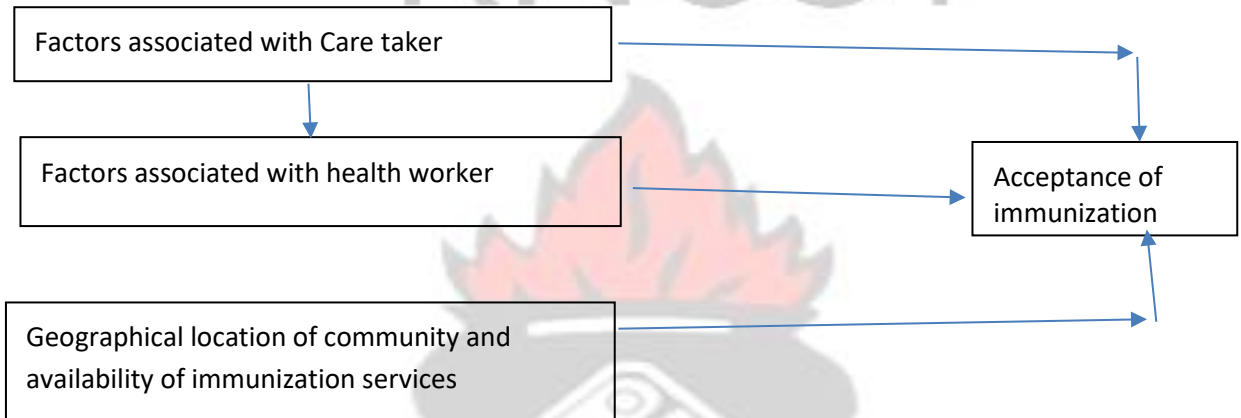 Factors associated with Care taker
Factors associated with health worker
Acceptance of
immunization
Geographical location of community and
availability of immunization services